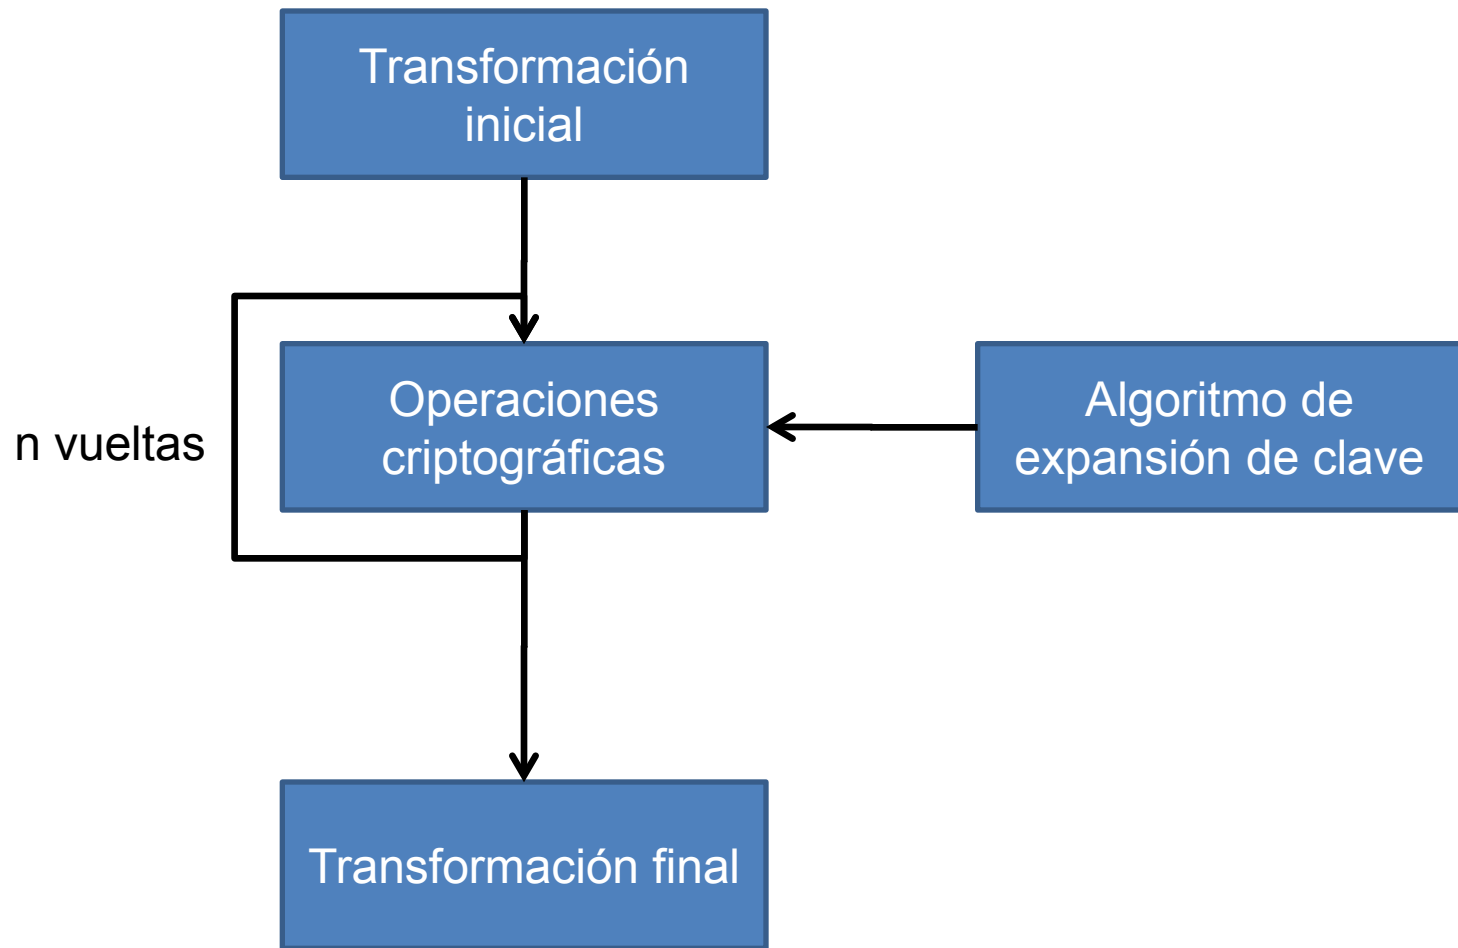 Transformación
inicial
Operaciones
criptográficas
n vueltas
Algoritmo de
expansión de clave
Transformación final